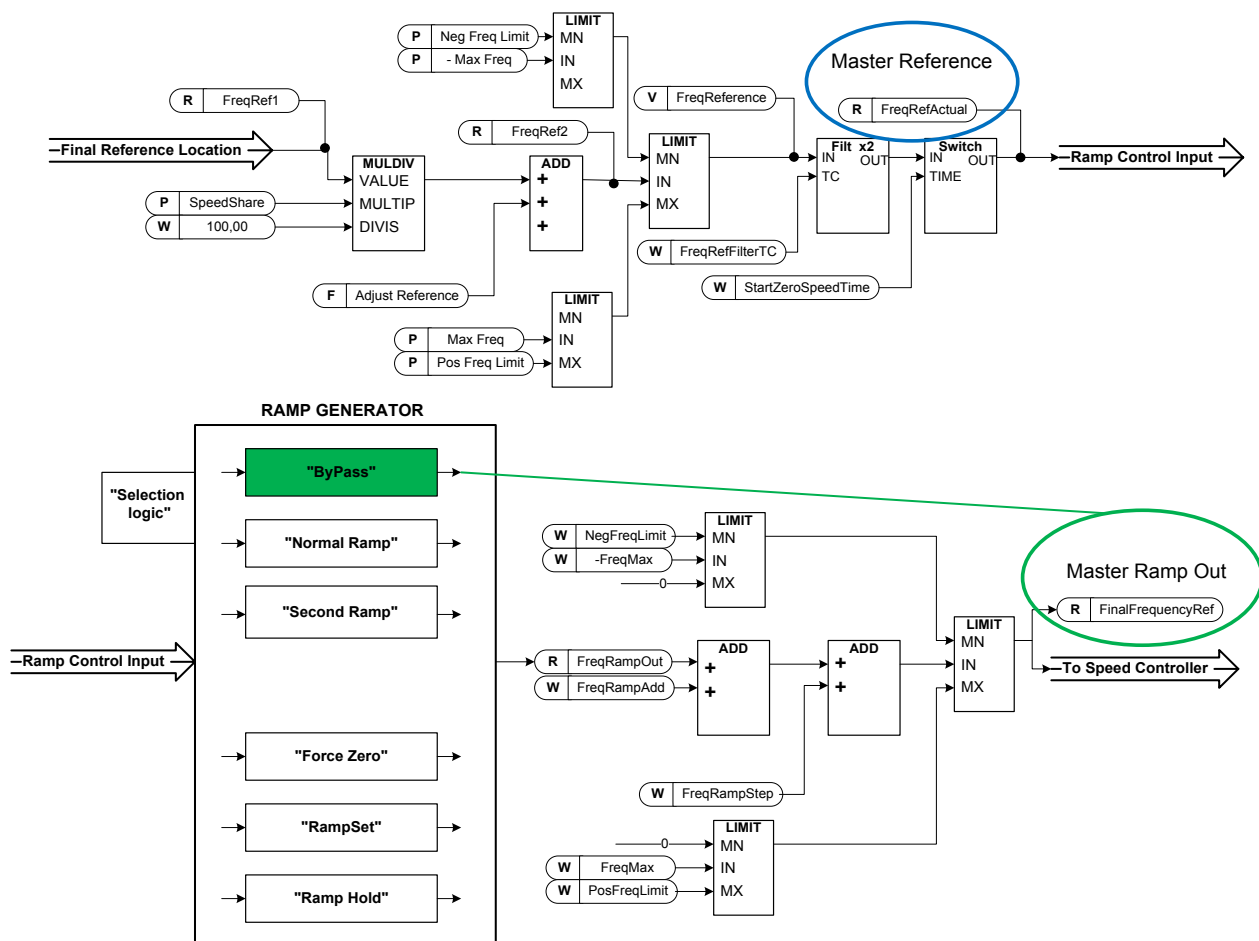 LIMIT
P Neg Freq Limit MN
P - Max Freq IN
MX
Master Reference
R FreqRef1
V FreqReference
R FreqRefActual
Final Reference Location
R FreqRef2
LIMIT
MN
IN
MX
Filt x2
IN OUT
TC
Switch
IN OUT
TIME
Ramp Control Input
MULDIV
VALUE
P SpeedShare MULTIP
W 100,00 DIVIS
ADD
+
+
+
W FreqRefFilterTC
W StartZeroSpeedTime
F Adjust Reference
LIMIT
MN
P Max Freq IN
P Pos Freq Limit MX
RAMP GENERATOR
"ByPass"
"Selection
logic"
"Normal Ramp"
"Second Ramp"
Ramp Control Input
"Force Zero"
"RampSet"
"Ramp Hold"
LIMIT
W NegFreqLimit MN
W -FreqMax IN
0 MX
Master Ramp Out
R FinalFrequencyRef
LIMIT
MN
IN
MX
To Speed Controller
R FreqRampOut
W FreqRampAdd
ADD
+
+
ADD
+
+
W FreqRampStep
LIMIT
0 MN
W FreqMax IN
W PosFreqLimit MX